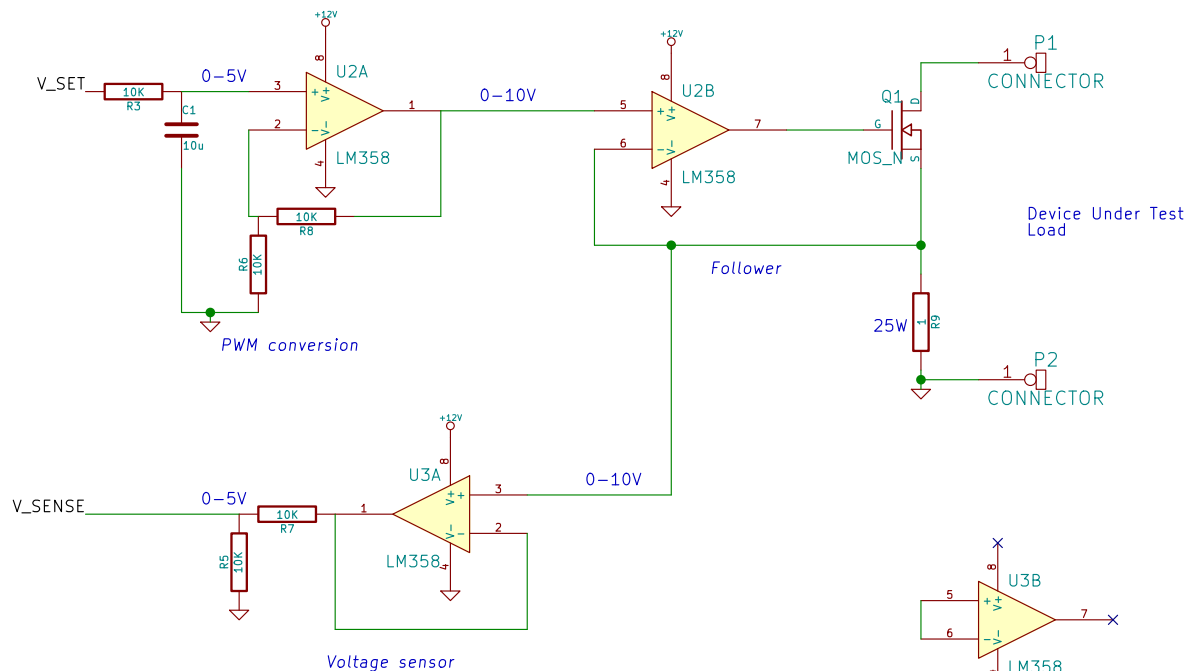 +12V
8
U2A
V_SET
10K
R3
0-5V
3
+
V+
C1
10u
2
-
V-
4
LM358
1
0-10V
10K
R8
R6
10K
PWM conversion
+12V
8
U2B
5
+
V+
6
-
V-
4
LM358
7
Q1
G
D
S
MOS_N
1
P1
CONNECTOR
Device Under Test
Load
Follower
25W
1
R9
1
P2
CONNECTOR
+12V
8
U3A
V+
+
3
0-10V
V-
-
2
LM358
4
1
V_SENSE
0-5V
10K
R7
R5
10K
Voltage sensor
8
U3B
5
+
V+
6
-
V-
7
LM358